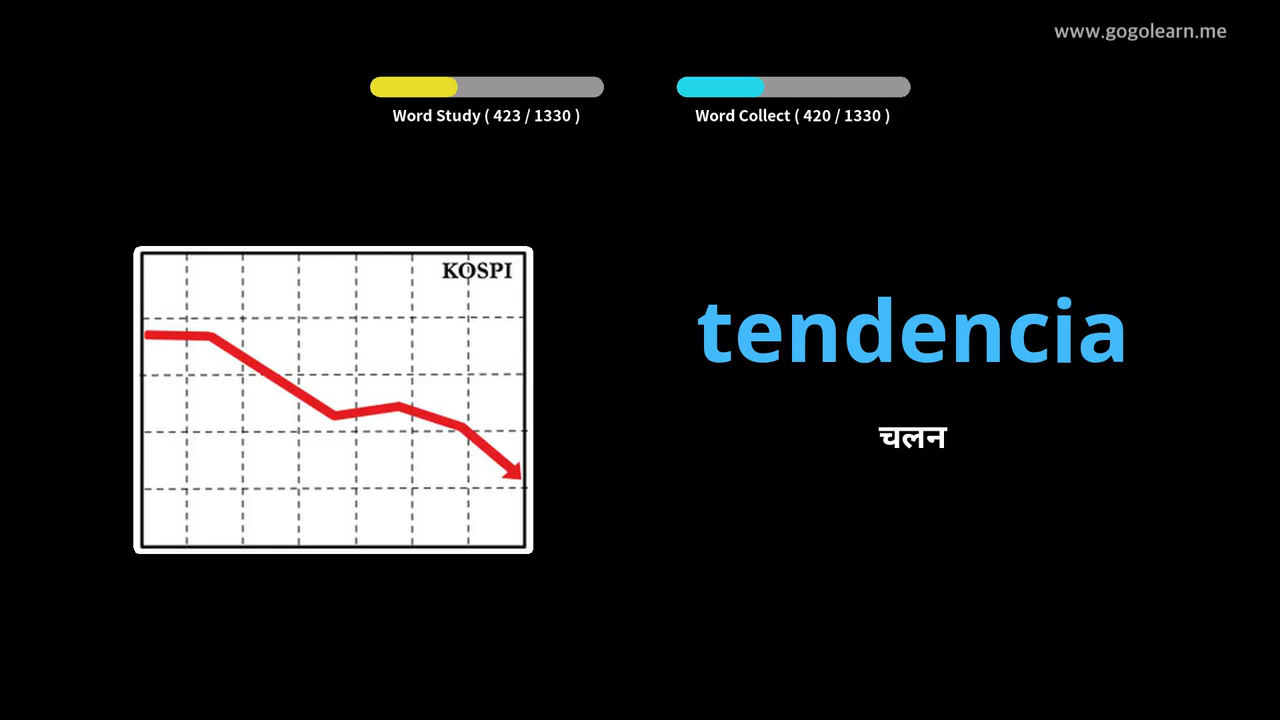 www.gogolearn.me
Word Study ( 423 / 1330 )
Word Collect ( 420 / 1330 )
KOSPI
tendencia
चलन